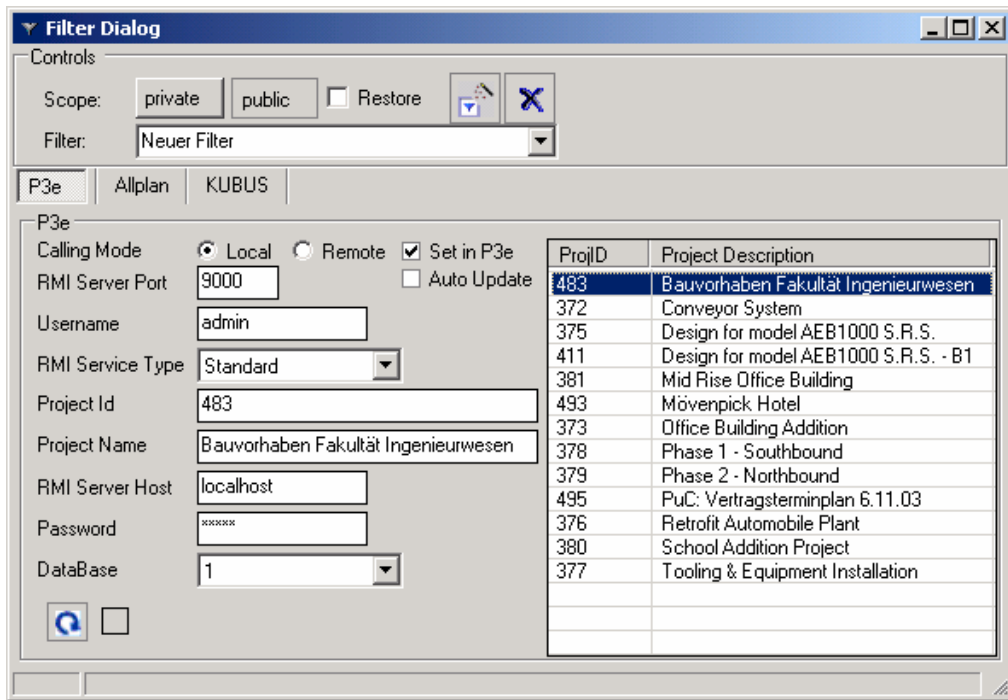 Filter Dialog
Controls
Scope: private public Restore
Filter: Neuer Filter
P3e Allplan KUBUS
P3e
Calling Mode Local Remote Set in P3e
RMI Server Port 9000 Auto Update
Username admin
RMI Service Type Standard
Project Id 483
Project Name Bauvorhaben Fakultät Ingenieurwesen
RMI Server Host localhost
Password xxxxx
DataBase 1
ProjID Project Description
483 Bauvorhaben Fakultät Ingenieurwesen
372 Conveyor System
375 Design for model AEB1000 S.R.S.
411 Design for model AEB1000 S.R.S. - B1
381 Mid Rise Office Building
493 Mövenpick Hotel
373 Office Building Addition
378 Phase 1 - Southbound
379 Phase 2 - Northbound
495 PuC: Vertragsterminplan 6.11.03
376 Retrofit Automobile Plant
380 School Addition Project
377 Tooling & Equipment Installation